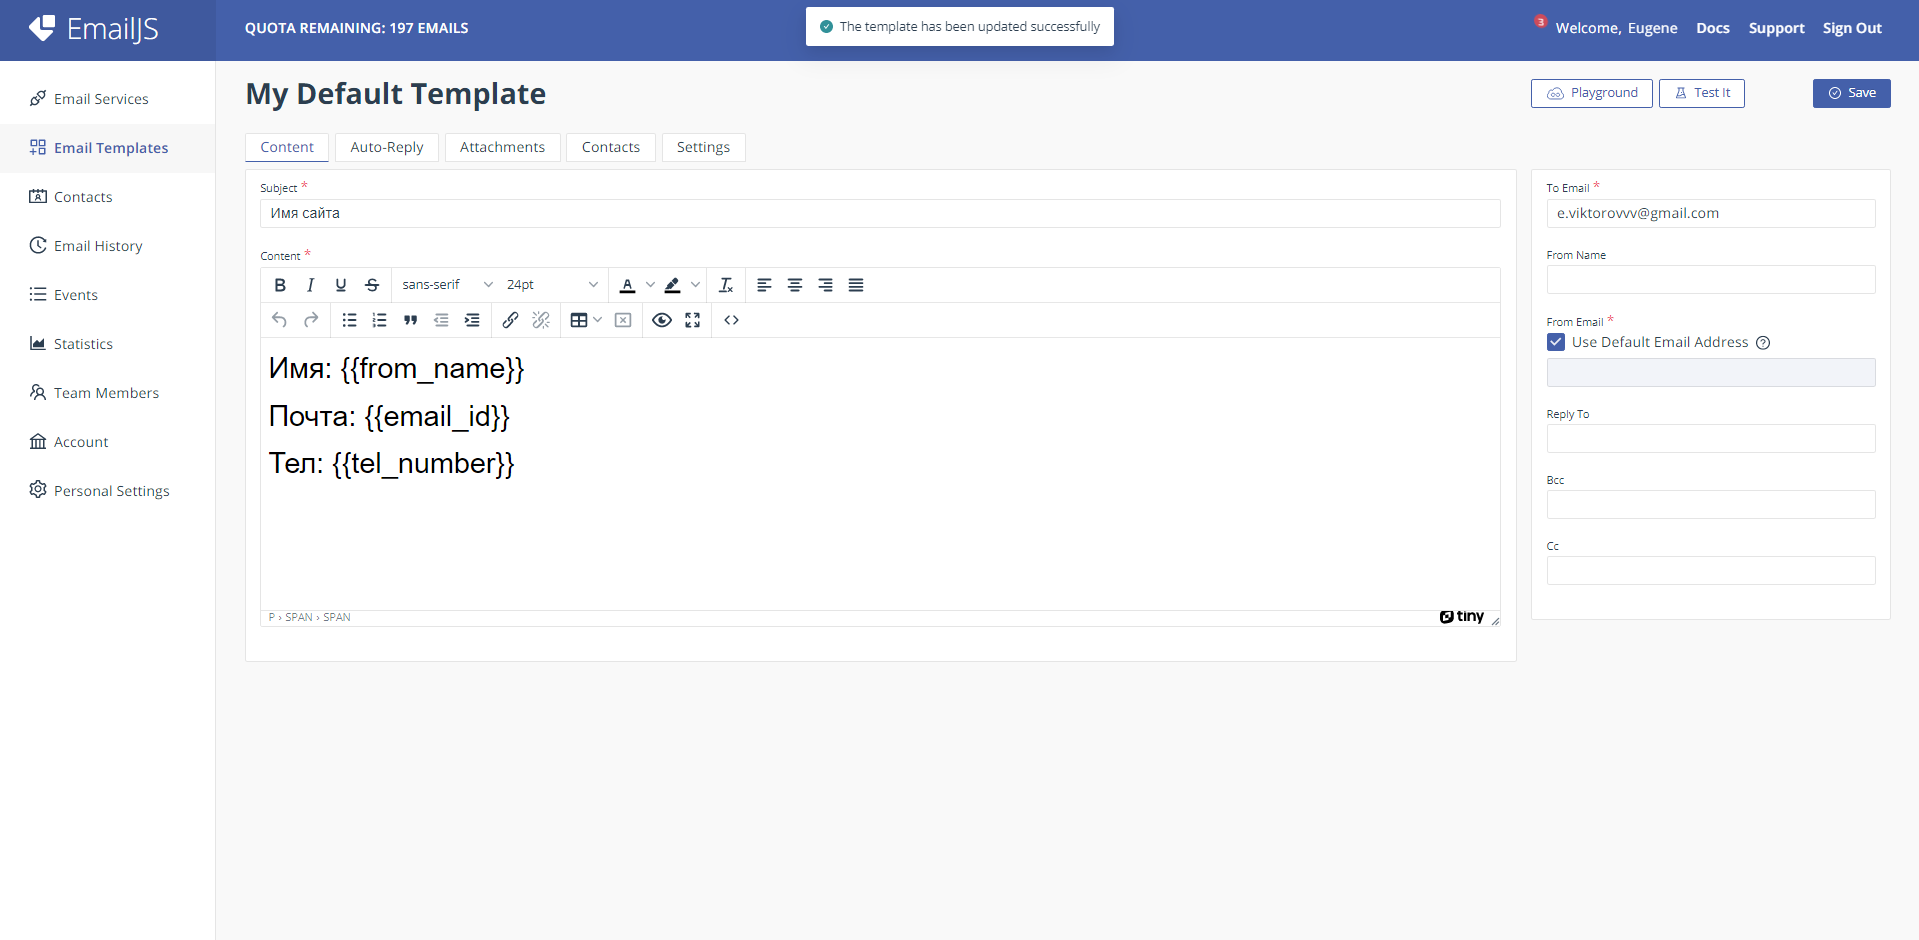 EmailJS
QUOTA REMAINING: 197 EMAILS
The template has been updated successfully
3
Welcome, Eugene
Docs
Support
Sign Out
Email Services
Email Templates
Contacts
Email History
Events
Statistics
Team Members
Account
Personal Settings
My Default Template
Playground
Test It
Save
Content
Auto-Reply
Attachments
Contacts
Settings
Subject *
Имя сайта
Content *
B I U S sans-serif 24pt A
Имя: {{from_name}}
Почта: {{email_id}}
Тел: {{tel_number}}
P › SPAN › SPAN
tiny
To Email *
e.viktorovvv@gmail.com
From Name
From Email *
Use Default Email Address ?
Reply To
Bcc
Cc